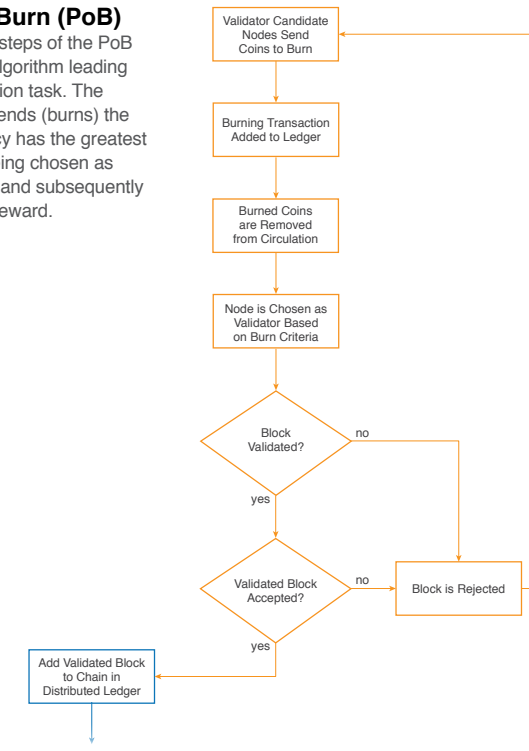 Burn (PoB)
steps of the PoB
lgorithm leading
ion task. The
ends (burns) the
cy has the greatest
ing chosen as
and subsequently
eward.
Validator Candidate
Nodes Send
Coins to Burn
Burning Transaction
Added to Ledger
Burned Coins
are Removed
from Circulation
Node is Chosen as
Validator Based
on Burn Criteria
Block
Validated?
no
yes
Validated Block
Accepted?
no
Block is Rejected
yes
Add Validated Block
to Chain in
Distributed Ledger